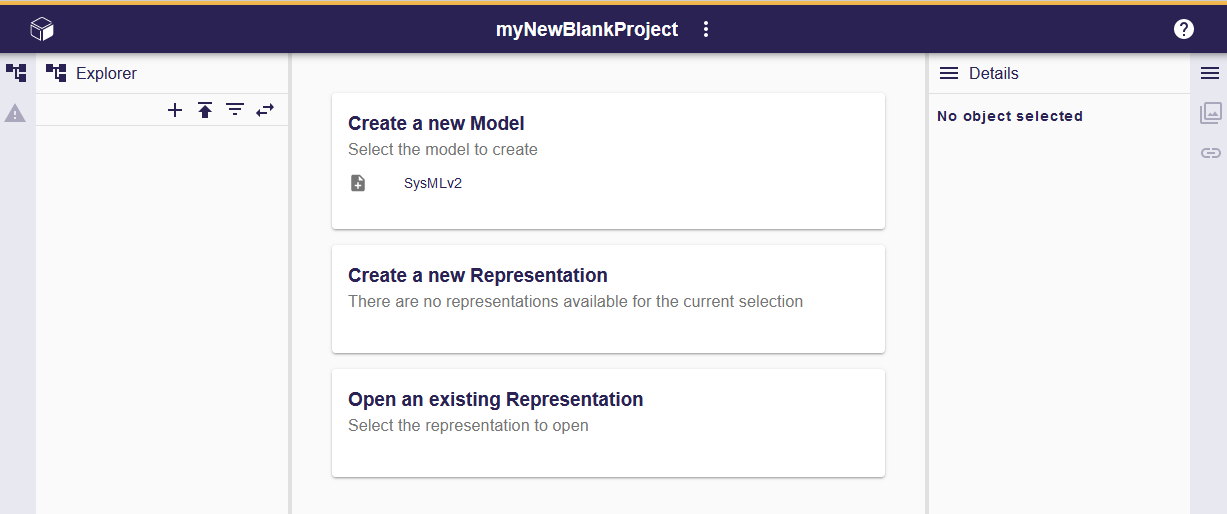 myNewBlankProject
Explorer
Create a new Model
Select the model to create
SysMLv2
Create a new Representation
There are no representations available for the current selection
Open an existing Representation
Select the representation to open
Details
No object selected